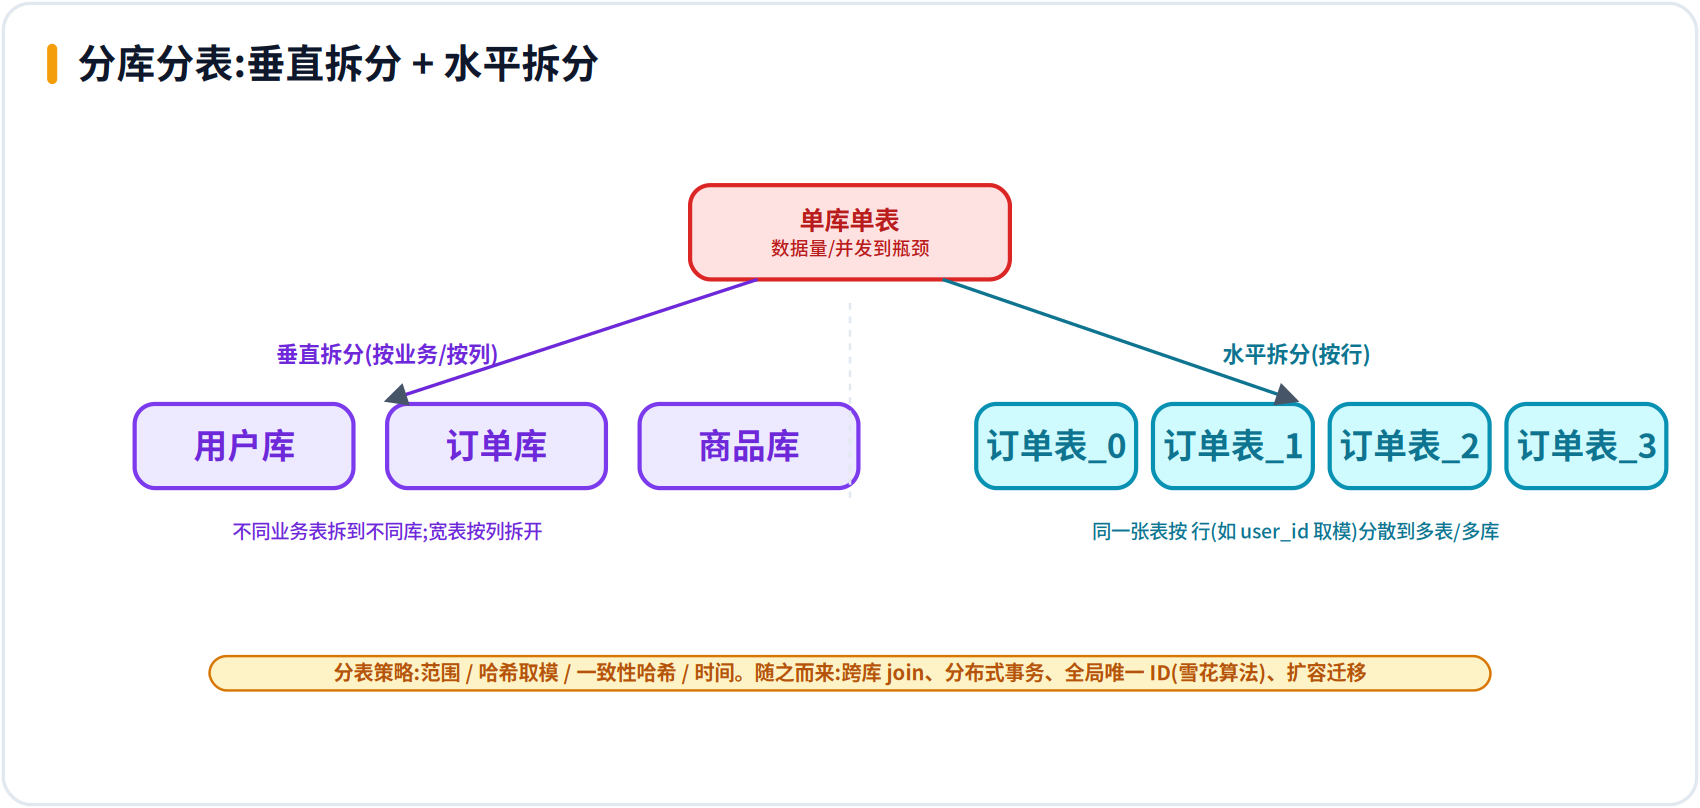 分库分表:垂直拆分 + 水平拆分
单库单表
数据量/并发到瓶颈
垂直拆分(按业务/按列)
水平拆分(按行)
用户库
订单库
商品库
订单表_0
订单表_1
订单表_2
订单表_3
不同业务表拆到不同库;宽表按列拆开
同一张表按 行(如 user_id 取模)分散到多表/多库
分表策略:范围 / 哈希取模 / 一致性哈希 / 时间。随之而来:跨库 join、分布式事务、全局唯一 ID(雪花算法)、扩容迁移